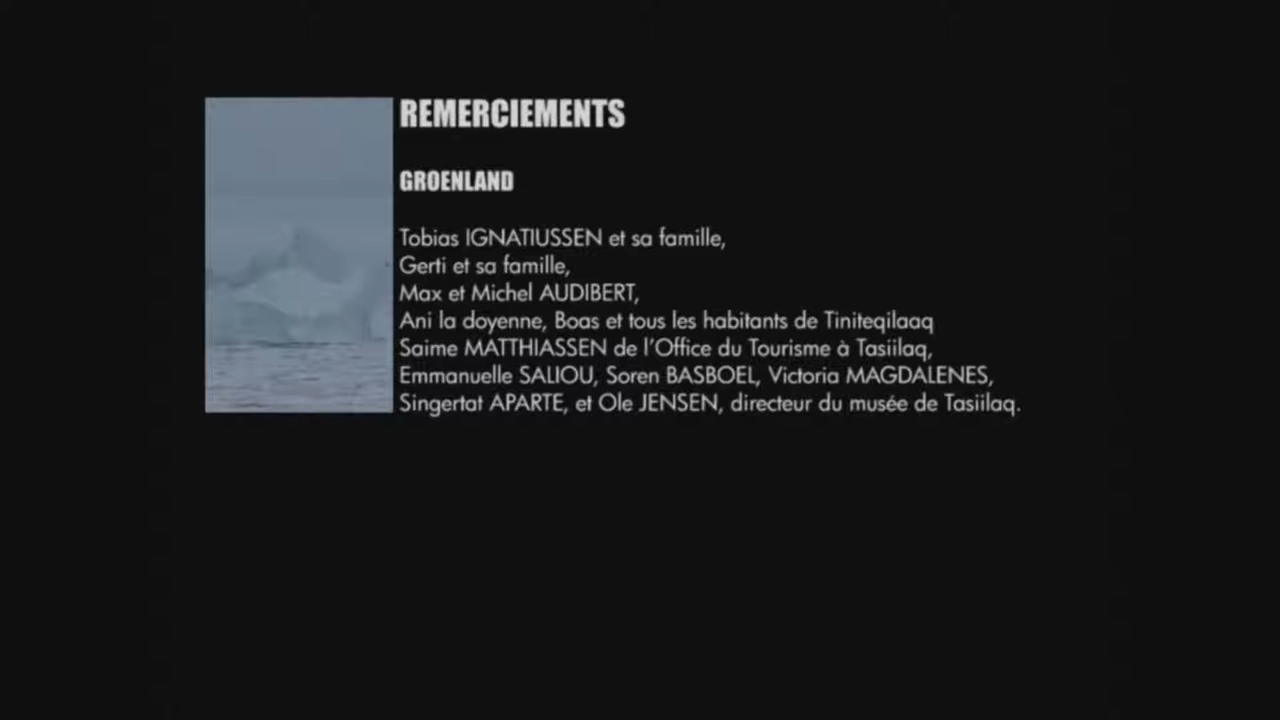 REMERCIEMENTS
GROENLAND
Tobias IGNATIUSSEN et sa famille,
Gerti et sa famille,
Max et Michel AUDIBERT,
Ani la doyenne, Boas et tous les habitants de Tiniteqilaaq
Saime MATTHIASSEN de l'Office du Tourisme à Tasiilaq,
Emmanuelle SALIOU, Soren BASBOEL, Victoria MAGDALENES,
Singertat APARTE, et Ole JENSEN, directeur du musée de Tasiilaq.